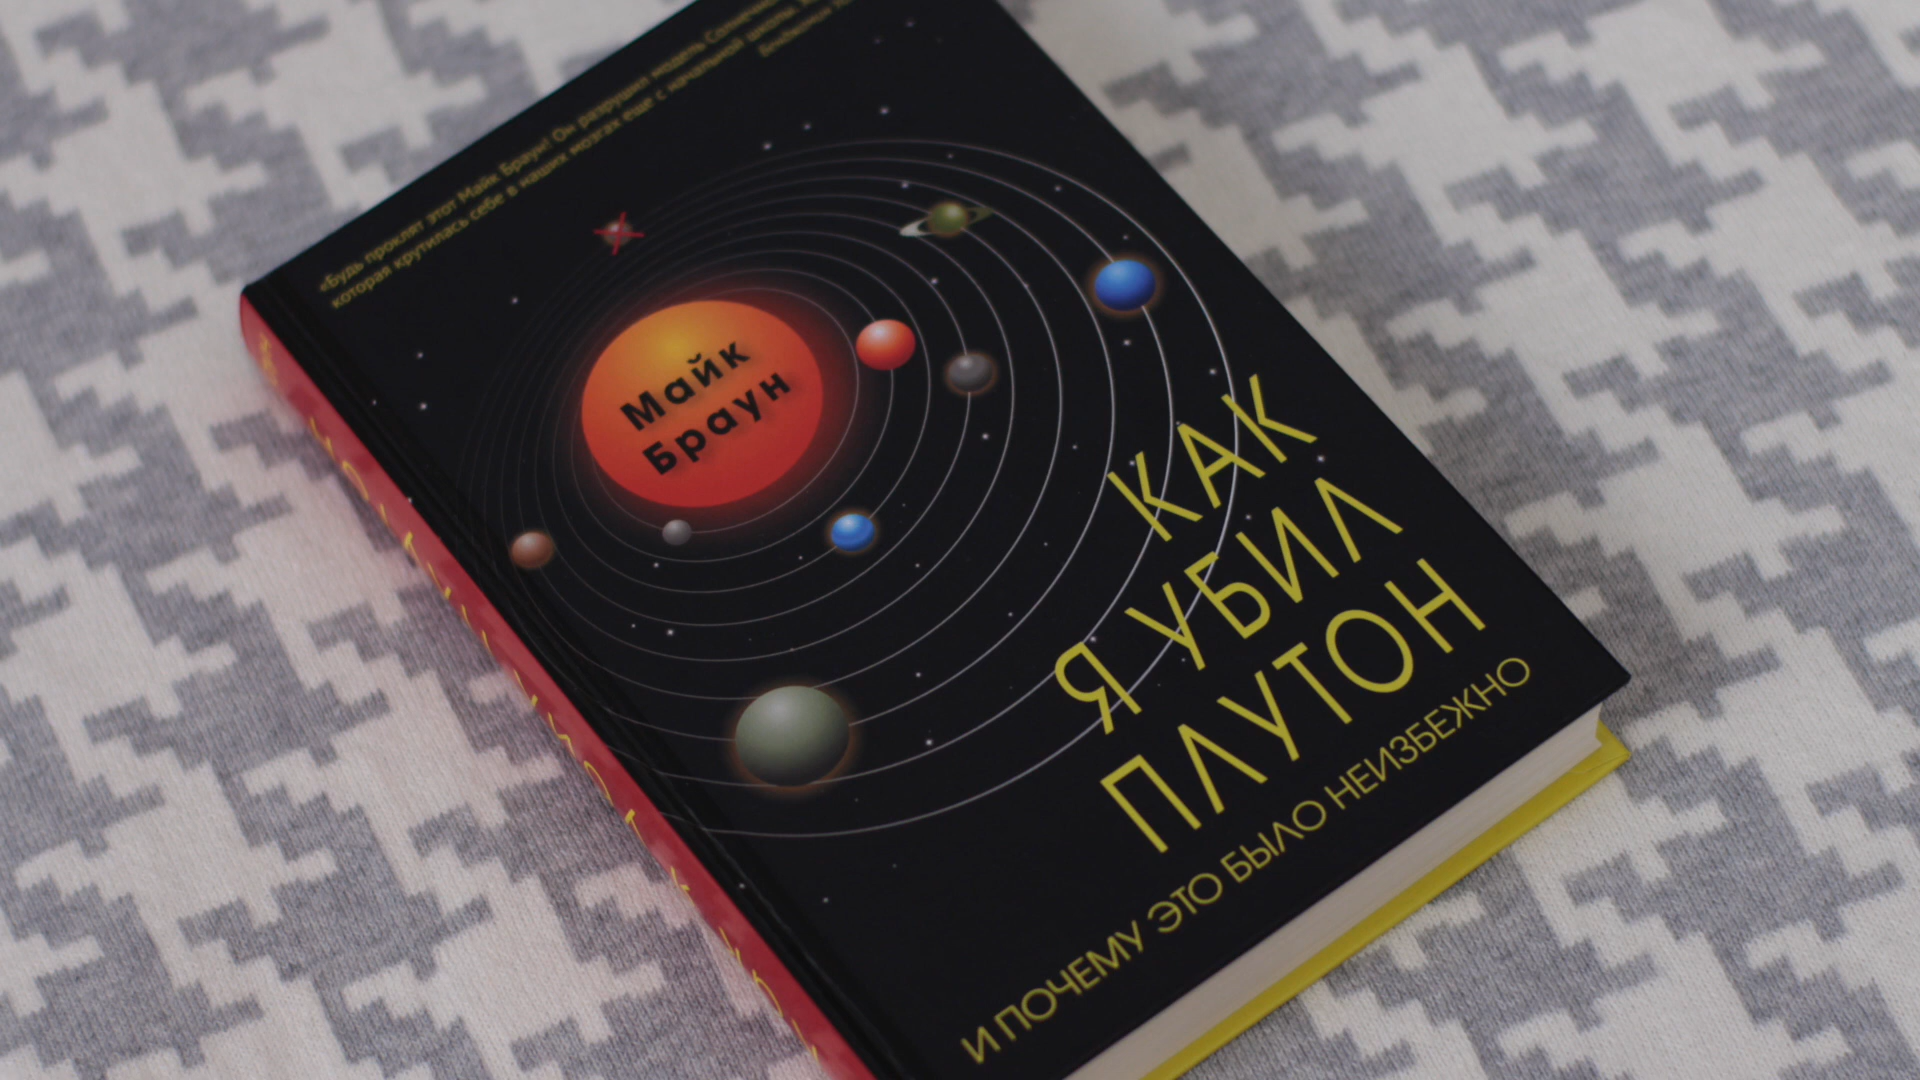 «Будь проклят этот Майк Браун! Он разрушил модель Солнечно
которая крутилась себе в наших мозгах еще с начальной школы.
Майк
Браун
КАК
Я УБИЛ
ПЛУТОН
И ПОЧЕМУ ЭТО БЫЛО НЕИЗБЕЖНО